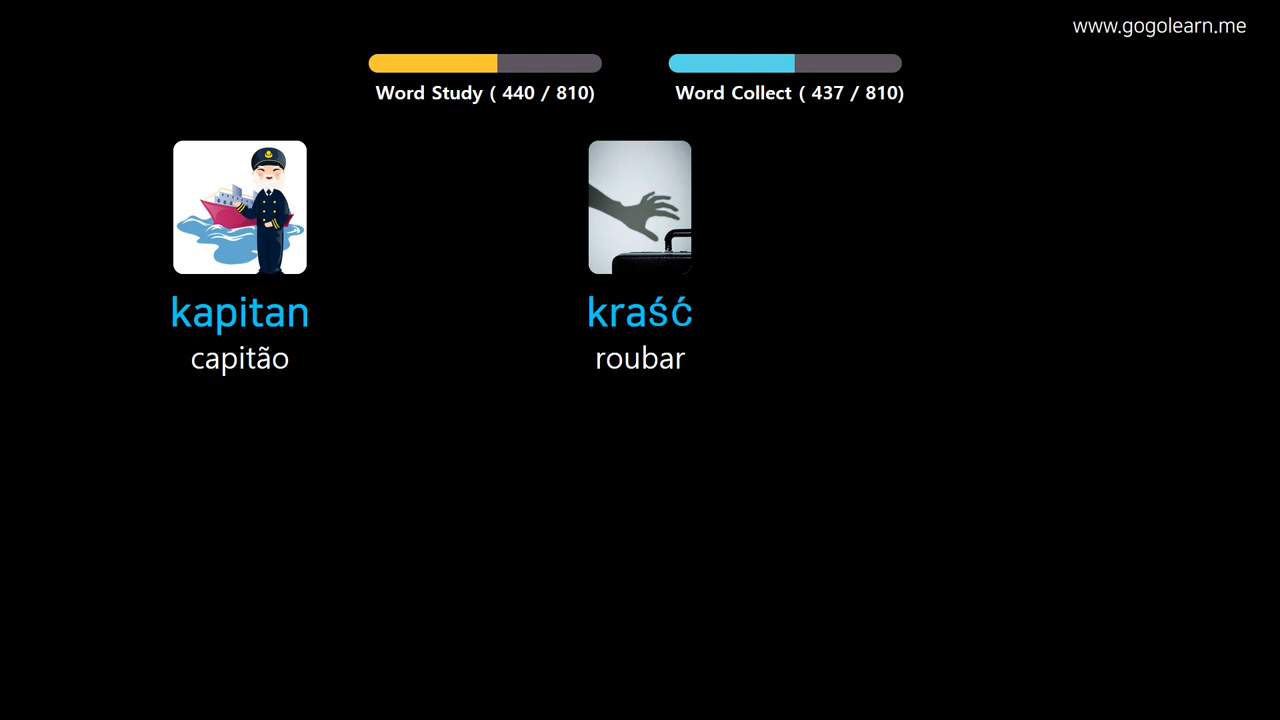 www.gogolearn.me
Word Study ( 440 / 810)
Word Collect ( 437 / 810)
kapitan
capitão
kraść
roubar